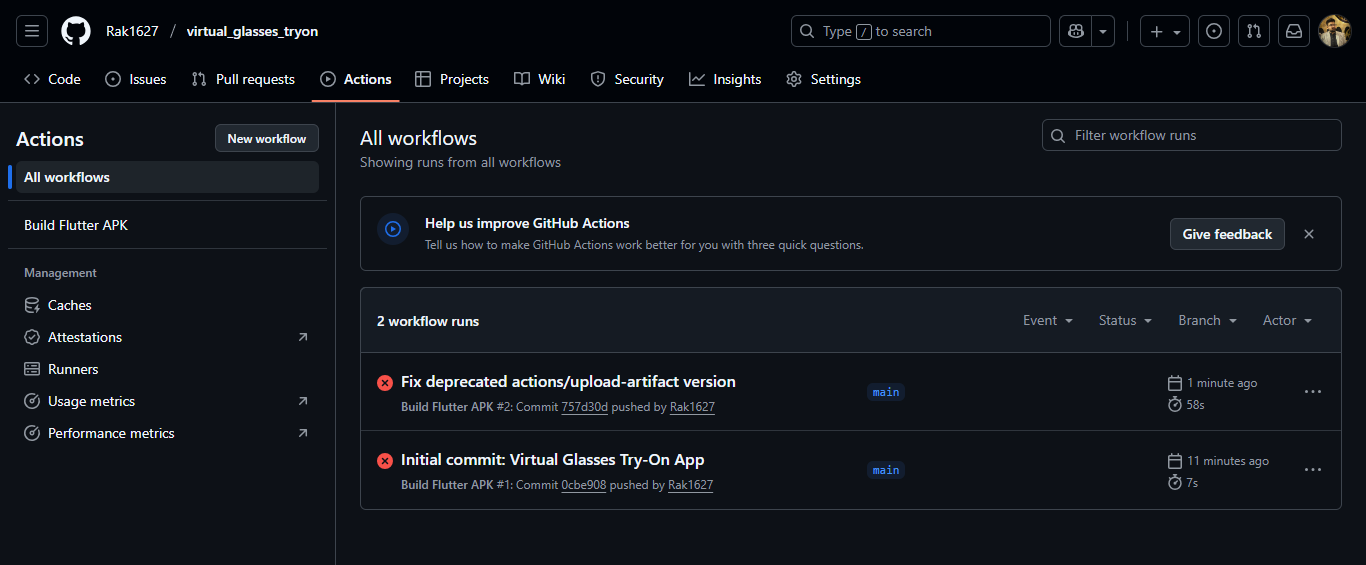 Rak1627 / virtual_glasses_tryon
Type / to search
Code
Issues
Pull requests
Actions
Projects
Wiki
Security
Insights
Settings
Actions
New workflow
All workflows
Build Flutter APK
Management
Caches
Attestations
Runners
Usage metrics
Performance metrics
All workflows
Showing runs from all workflows
Filter workflow runs
Help us improve GitHub Actions
Tell us how to make GitHub Actions work better for you with three quick questions.
Give feedback
2 workflow runs
Event
Status
Branch
Actor
Fix deprecated actions/upload-artifact version
Build Flutter APK #2: Commit 757d30d pushed by Rak1627
main
1 minute ago
58s
Initial commit: Virtual Glasses Try-On App
Build Flutter APK #1: Commit 0cbe908 pushed by Rak1627
main
11 minutes ago
7s